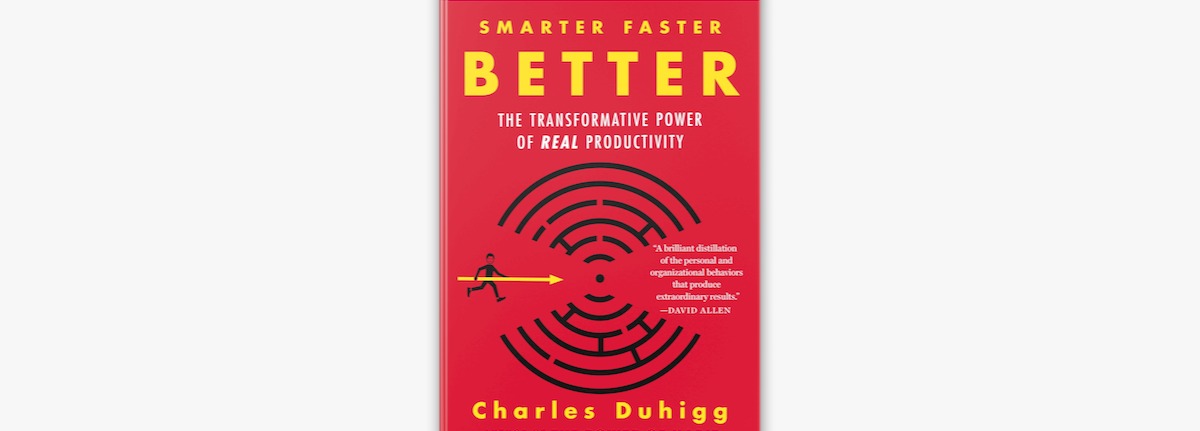 SMARTER FASTER
BETTER
THE TRANSFORMATIVE POWER
OF REAL PRODUCTIVITY
“A brilliant distillation
of the personal and
organizational behaviors
that produce
extraordinary results.”
—DAVID ALLEN
Charles Duhigg